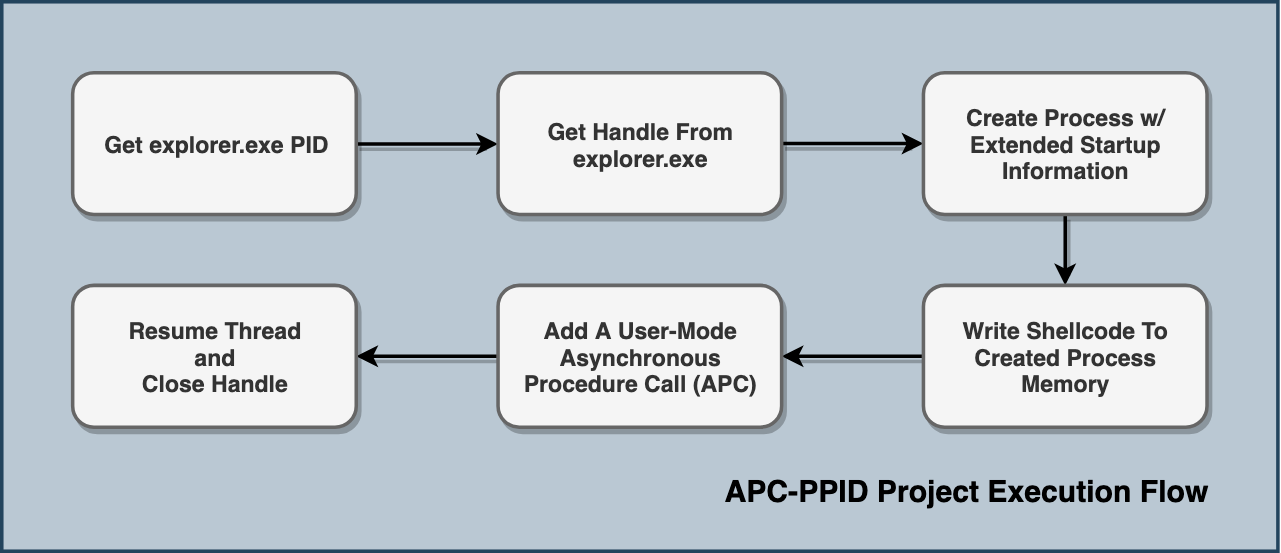 Get explorer.exe PID
Get Handle From
explorer.exe
Create Process w/
Extended Startup
Information
Write Shellcode To
Created Process
Memory
Add A User-Mode
Asynchronous
Procedure Call (APC)
Resume Thread
and
Close Handle
APC-PPID Project Execution Flow